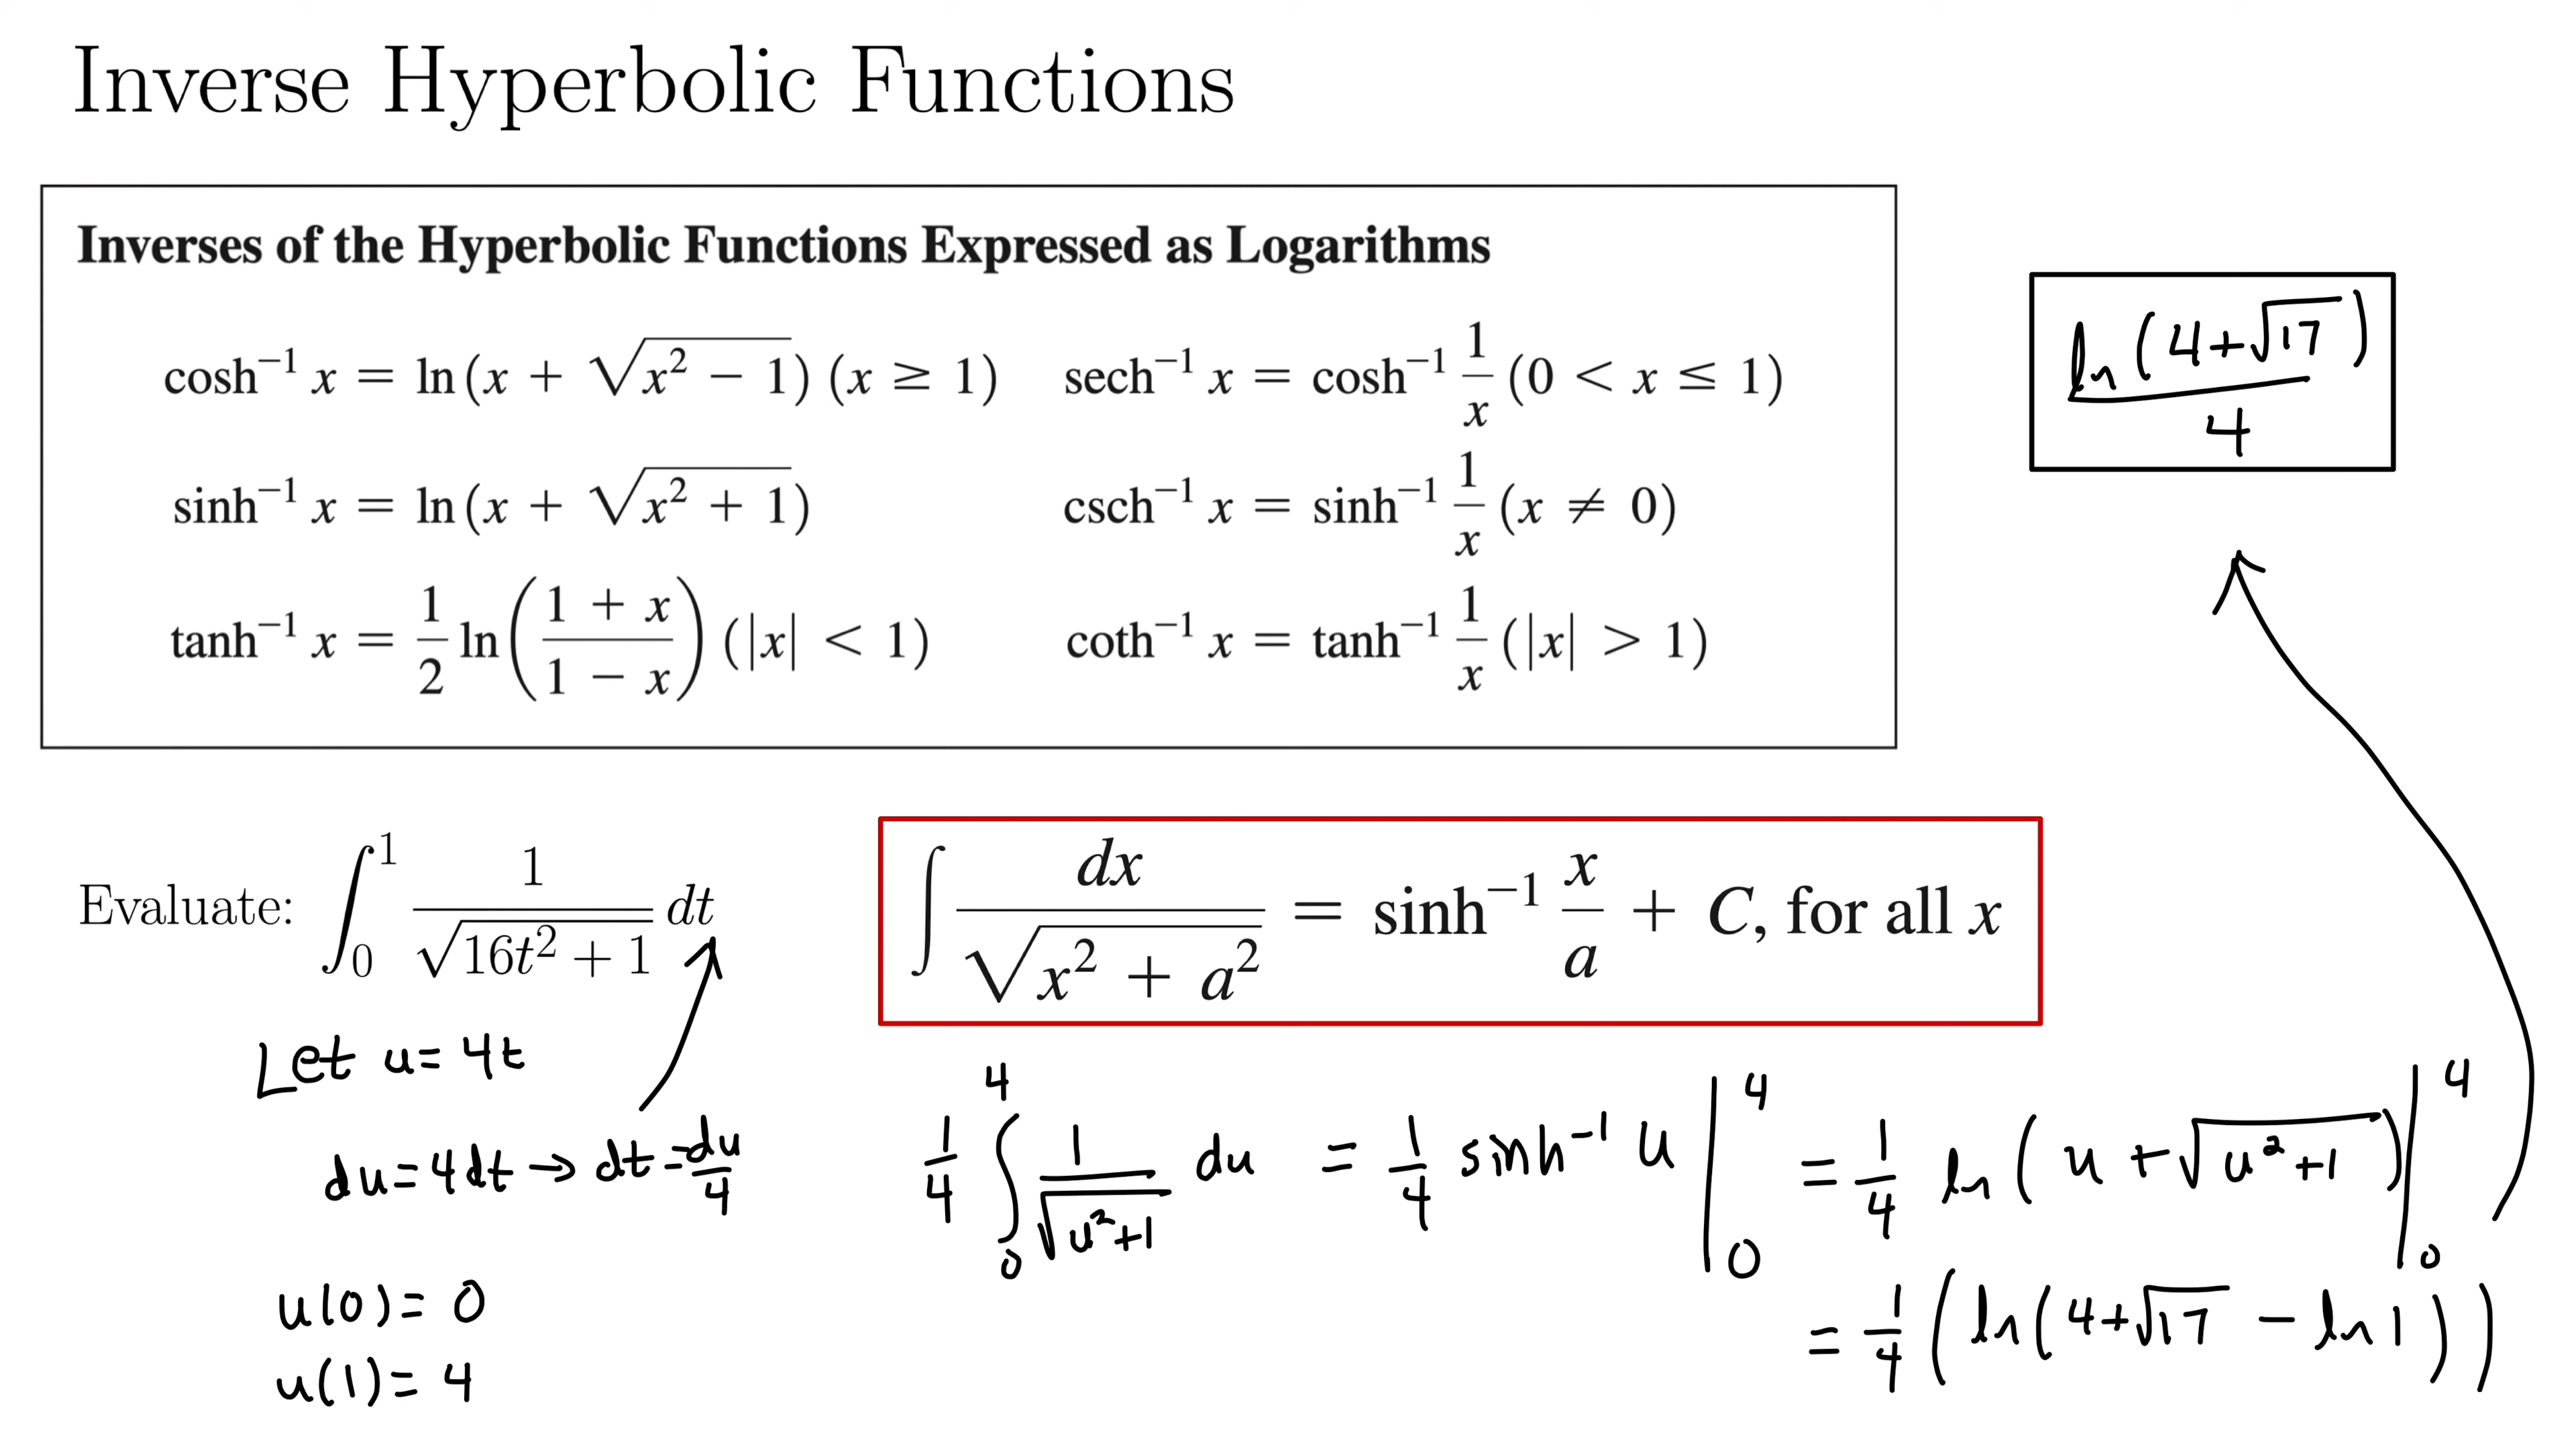 Inverse Hyperbolic Functions
Inverses of the Hyperbolic Functions Expressed as Logarithms
cosh⁻¹ x = ln(x + √(x² − 1)) (x ≥ 1)   sech⁻¹ x = cosh⁻¹ 1/x (0 < x ≤ 1)
sinh⁻¹ x = ln(x + √(x² + 1))   csch⁻¹ x = sinh⁻¹ 1/x (x ≠ 0)
tanh⁻¹ x = 1/2 ln((1 + x)/(1 − x)) (|x| < 1)   coth⁻¹ x = tanh⁻¹ 1/x (|x| > 1)
ln(4+√17)/4
Evaluate: ∫₀¹ 1/√(16t² + 1) dt
∫ dx/√(x² + a²) = sinh⁻¹ x/a + C, for all x
Let u = 4t
du = 4dt → dt = du/4
u(0) = 0
u(1) = 4
1/4 ∫₀⁴ 1/√(u²+1) du = 1/4 sinh⁻¹ u |₀⁴ = 1/4 ln(u + √(u²+1))|₀⁴
= 1/4 (ln(4+√17 − ln 1))